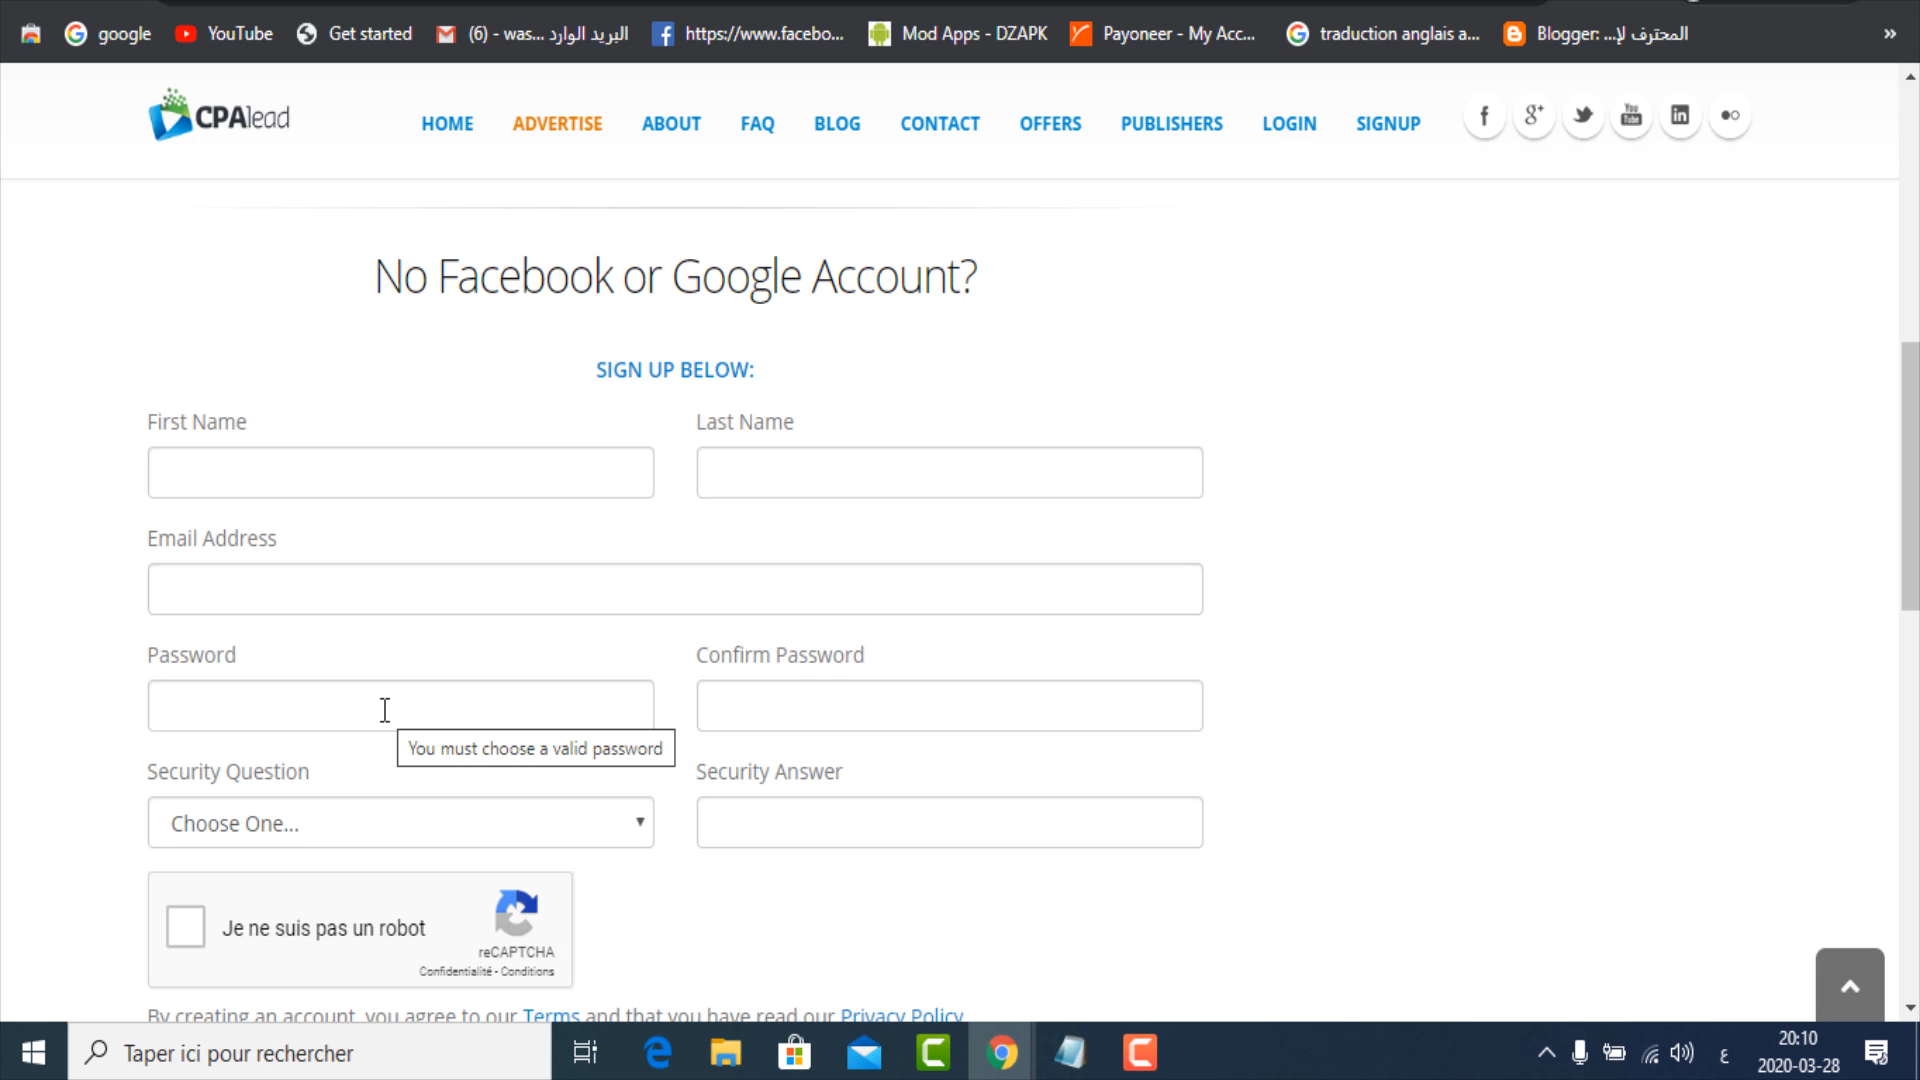 google
YouTube
Get started
(6) - was... البريد الوارد
https://www.facebo...
Mod Apps - DZAPK
Payoneer - My Acc...
traduction anglais a...
Blogger: ...المحترف لإ
»
CPAlead
HOME
ADVERTISE
ABOUT
FAQ
BLOG
CONTACT
OFFERS
PUBLISHERS
LOGIN
SIGNUP
No Facebook or Google Account?
SIGN UP BELOW:
First Name
Last Name
Email Address
Password
Confirm Password
You must choose a valid password
Security Question
Security Answer
Choose One...
Je ne suis pas un robot
reCAPTCHA
Confidentialité - Conditions
By creating an account, you agree to our Terms and that you have read our Privacy Policy
Taper ici pour rechercher
ع
20:10
2020-03-28